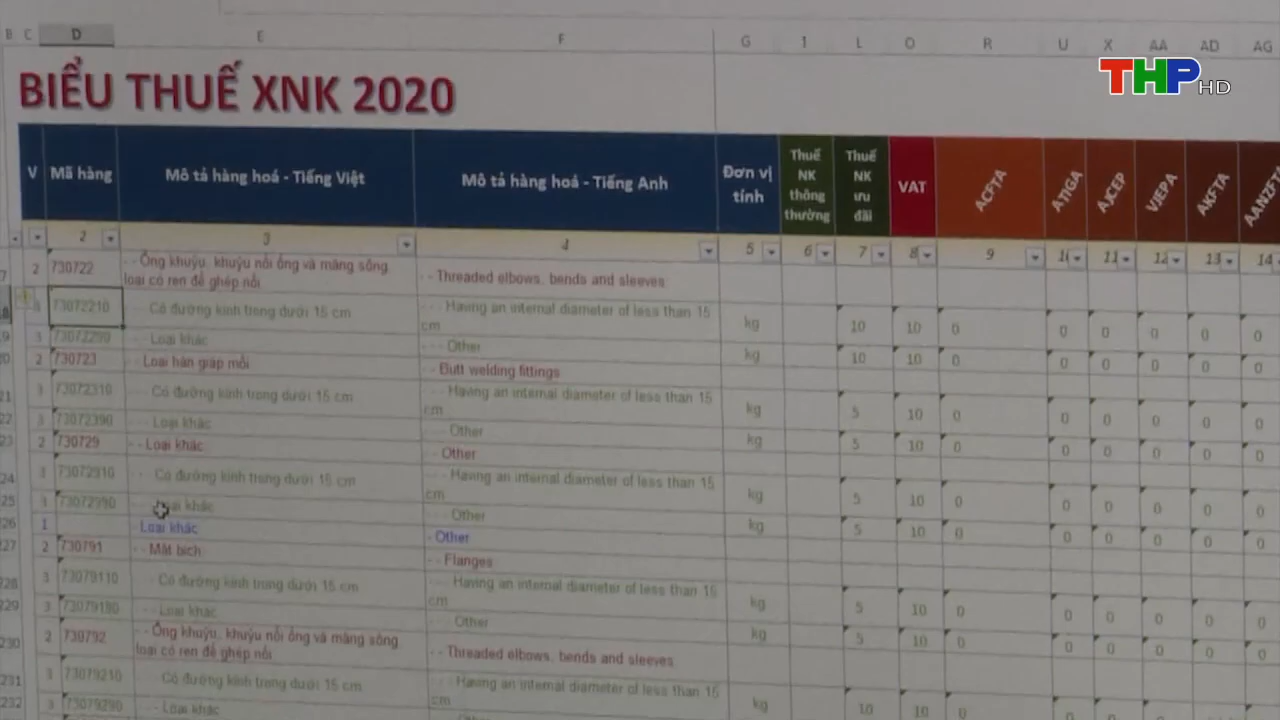 B C D E F G I L O R U X AA AD AG
THP HD
BIỂU THUẾ XNK 2020
V Mã hàng Mô tả hàng hoá - Tiếng Việt Mô tả hàng hoá - Tiếng Anh Đơn vị tính Thuế NK thông thường Thuế NK ưu đãi VAT ACFTA ATIGA AJCEP VJEPA AKFTA
2 3 4 5 6 7 8 9 11 12 13 14
2 730722 - - Ống khuỷu, khuỷu nối ống và măng sông, - - Threaded elbows, bends and sleeves
loại có ren để ghép nối
3 73072210 Có đường kính trong dưới 15 cm - - - Having an internal diameter of less than 15 cm kg 10 10 0 0 0 0 0 0
3 73072290 Loại khác - - - Other kg 10 10 0 0 0 0 0 0
2 730723 - - Loại hàn giáp mối - Butt welding fittings
3 73072310 Có đường kính trong dưới 15 cm - - - Having an internal diameter of less than 15 cm kg 5 10 0 0 0 0 0 0
3 73072390 Loại khác Other kg 5 10 0 0 0 0 0 0
2 730729 - - Loại khác - Other
3 73072910 Có đường kính trong dưới 15 cm - - - Having an internal diameter of less than 15 cm kg 5 10 0 0 0 0 0 0
3 73072990 khác Other kg 5 10 0 0 0 0 0 0
1 Loại khác - Other
2 730791 - - Mặt bích - - Flanges
3 73079110 Có đường kính trong dưới 15 cm - - - Having an internal diameter of less than 15 cm kg 5 10 0 0 0 0 0 0
3 73079190 - - Loại khác Other kg 5 10 0 0 0 0 0 0
2 730792 - - Ống khuỷu, khuỷu nối ống và măng sông, - - Threaded elbows, bends and sleeves
loại có ren để ghép nối
3 73079210 Có đường kính trong dưới 15 cm - - - Having an internal diameter of less than 15 cm kg 10 10 0
3 73079290 - - Loại khác